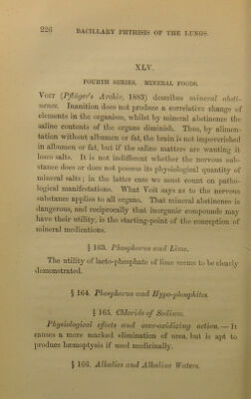 226 BACILLARY PHTHISIS OF THE LUNGS.
XLV.
FOURTH SERIES. MINERAL FOODS.
VOIT (Pflüger's Archiv, 1883) describes mineral absti-
nence. Inanition does not produce a correlative change of
elements in the organism, whilst by mineral abstinence the
saline contents of the organs diminish. Thus, by alimen-
tation without albumen or fat, the brain is not impoverished
in albumen or fat, but if the saline matters are wanting it
loses salts. It is not indifferent whether the nervous sub-
stance does or does not possess its physiological quantity of
mineral salts; in the latter case we must count on patho-
logical manifestations. What Voit says as to the nervous
substance applies to all organs. That mineral abstinence is
dangerous, and reciprocally that inorganic compounds may
have their utility, is the starting-point of the conception of
mineral medications.
§ 163. Phosphorus and Lime.
The utility of lacto-phosphate of lime seems to be clearly
demonstrated.
§ 164. Phosphorus and Hypo-phosphites.
§ 165. Chloride of Sodium.
Physiological effects and over-oxidizing action. — It
causes a more marked elimination of urea, but is apt to
produce hæmoptysis if used medicinally.
§ 166. Alkalies and Alkaline Waters.